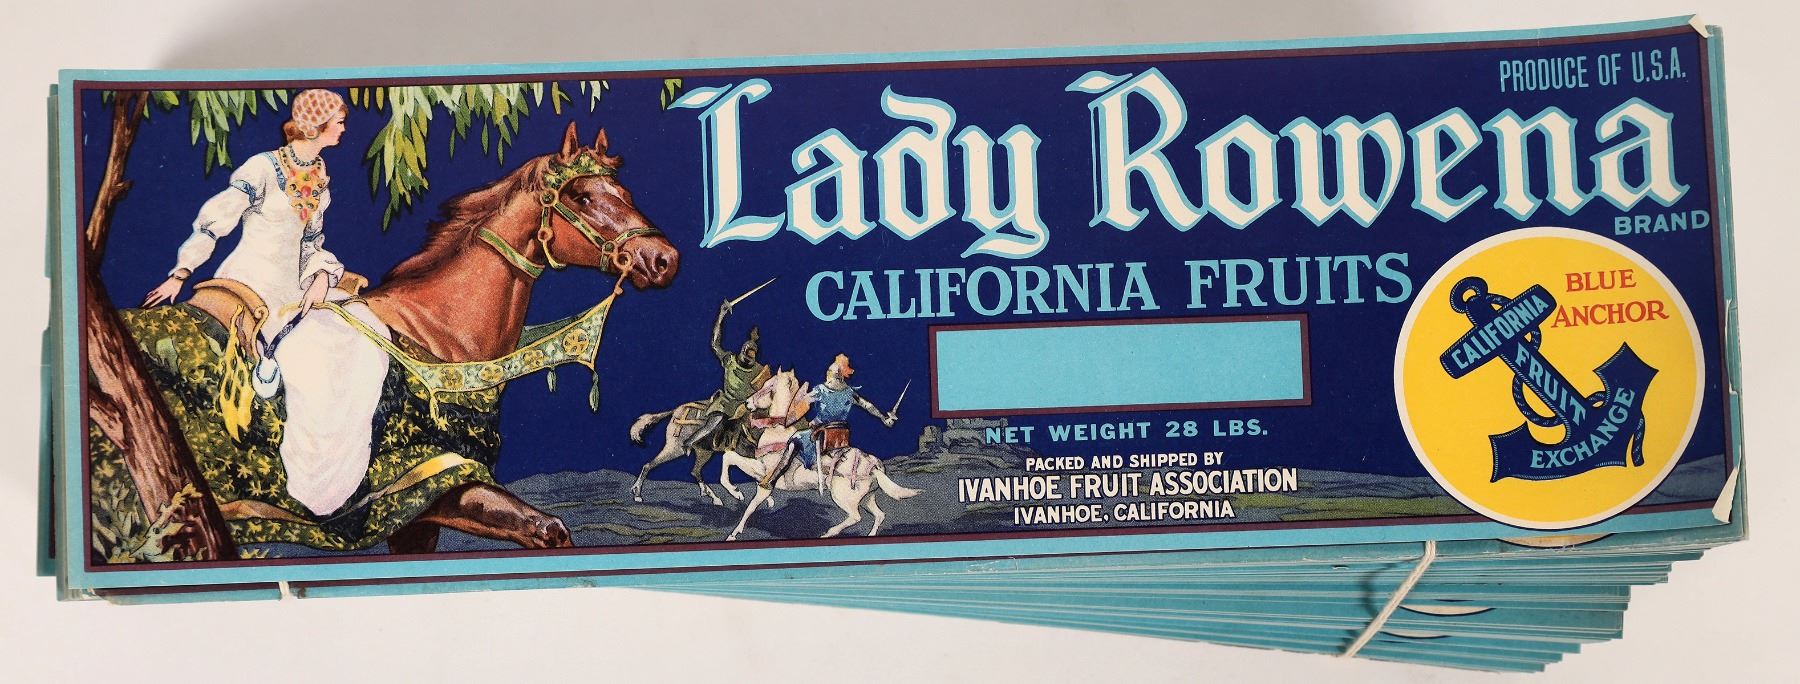 PRODUCE OF U.S.A.
Lady Rowena
BRAND
CALIFORNIA FRUITS
BLUE
ANCHOR
CALIFORNIA
FRUIT
EXCHANGE
NET WEIGHT 28 LBS.
PACKED AND SHIPPED BY
IVANHOE FRUIT ASSOCIATION
IVANHOE, CALIFORNIA